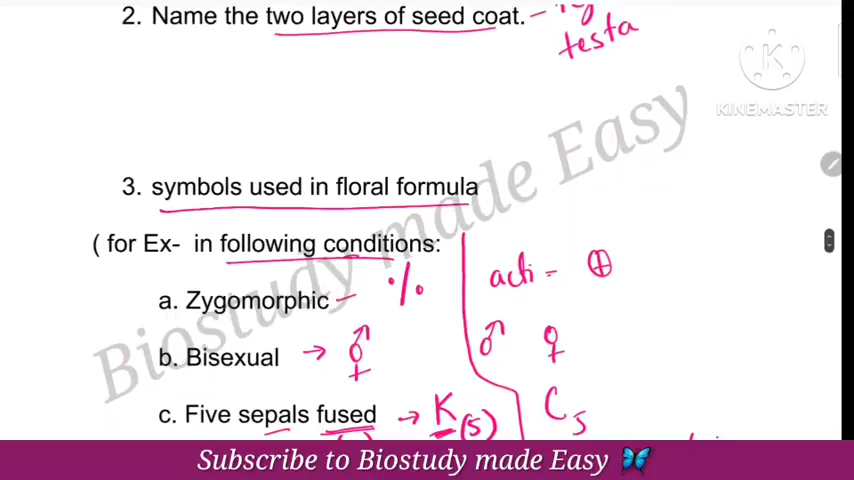 2. Name the two layers of seed coat. –
testa
KINEMASTER
3. symbols used in floral formula
( for Ex- in following conditions:
a. Zygomorphic – %
acti - ⊕
b. Bisexual → ⚥
♂ ♀
c. Five sepals fused → K(5)
C5
Biostudy made Easy
Subscribe to Biostudy made Easy 🦋